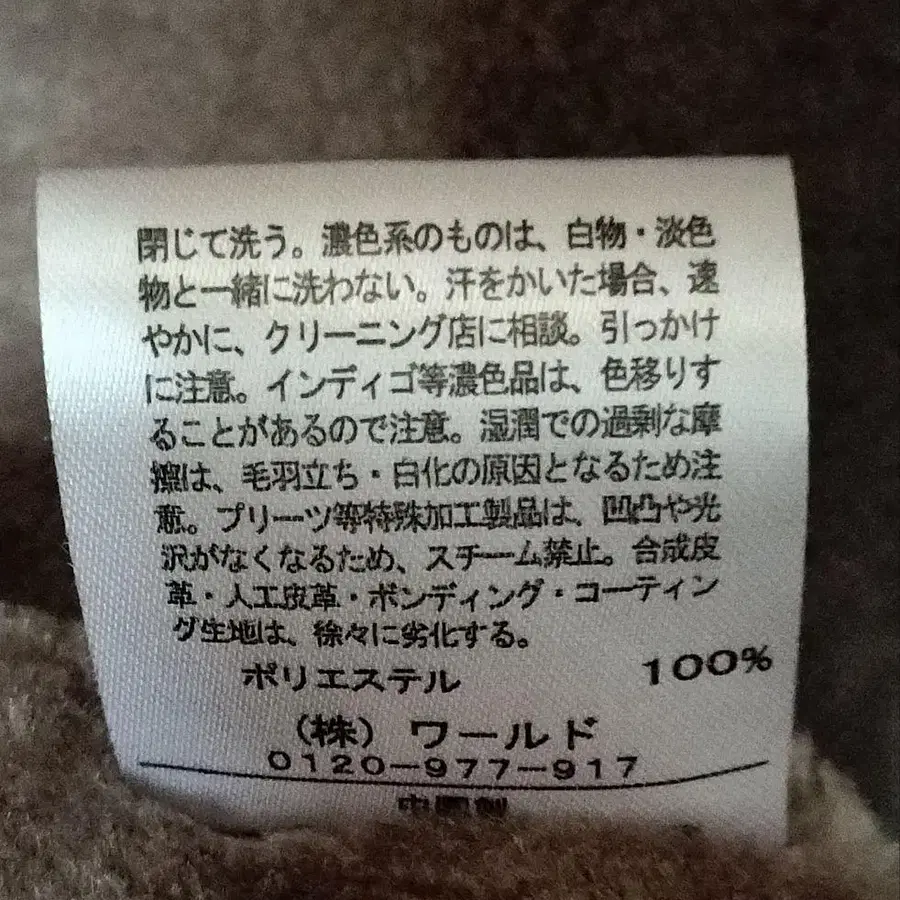 閉じて洗う。濃色系のものは、白物・淡色
物と一緒に洗わない。汗をかいた場合、速
やかに、クリーニング店に相談。引っかけ
に注意。インディゴ等濃色品は、色移りす
ることがあるので注意。湿潤での過剰な摩
擦は、毛羽立ち・白化の原因となるため注
意。プリーツ等特殊加工製品は、凹凸や光
沢がなくなるため、スチーム禁止。合成皮
革・人工皮革・ボンディング・コーティン
グ生地は、徐々に劣化する。
ポリエステル 100%
(株) ワールド
0120-977-917
中国製